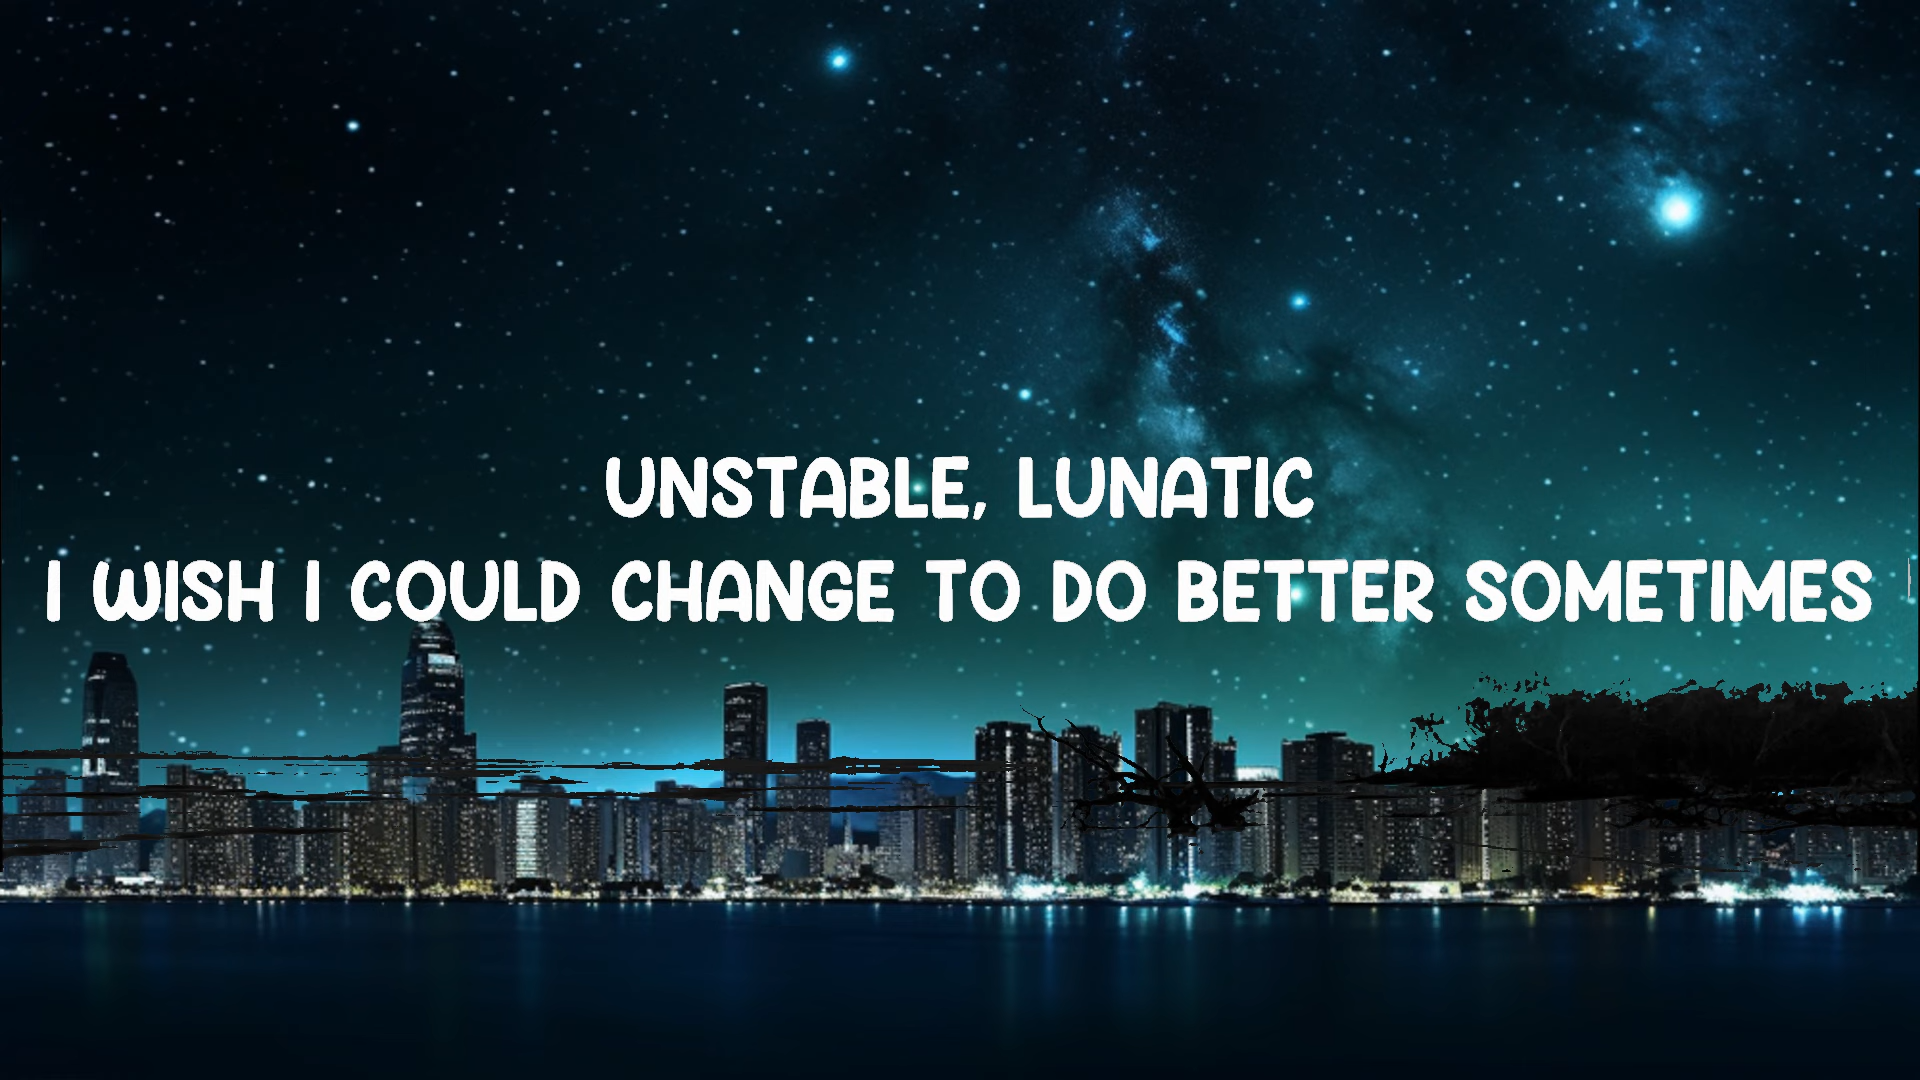 UNSTABLE, LUNATIC
I WISH I COULD CHANGE TO DO BETTER SOMETIMES